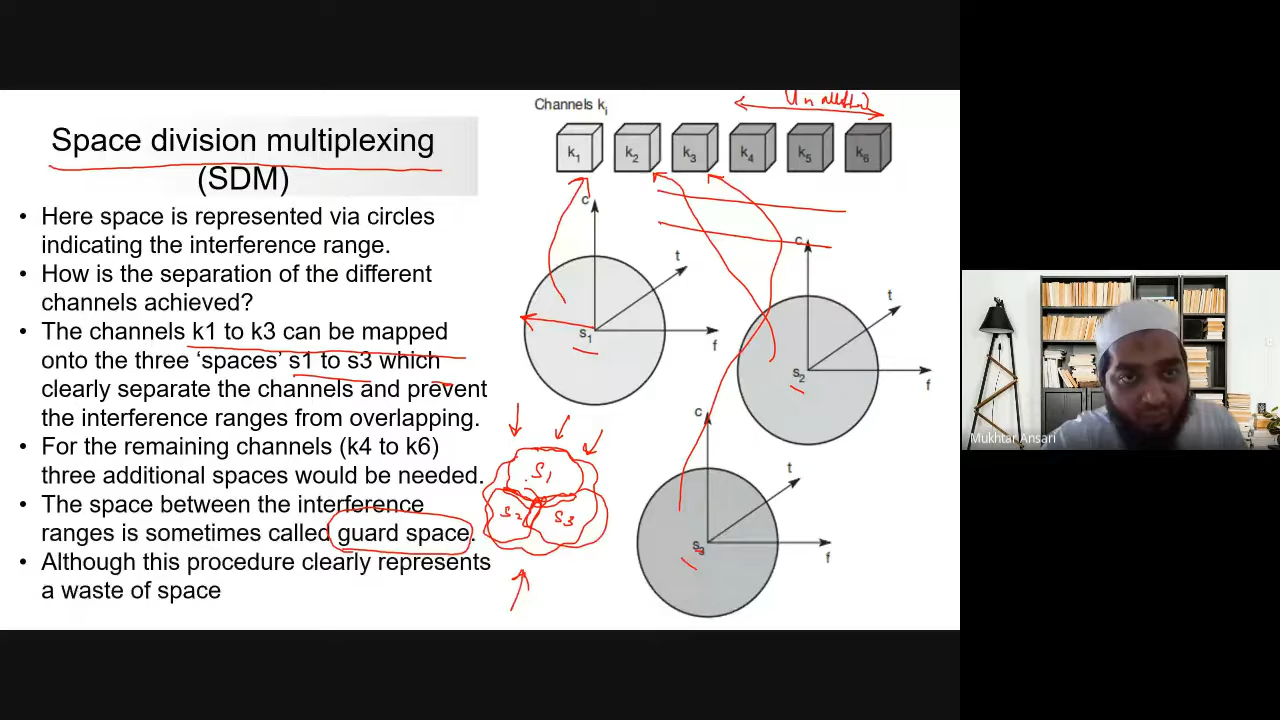 Space division multiplexing
(SDM)
• Here space is represented via circles
indicating the interference range.
• How is the separation of the different
channels achieved?
• The channels k1 to k3 can be mapped
onto the three ‘spaces’ s1 to s3 which
clearly separate the channels and prevent
the interference ranges from overlapping.
• For the remaining channels (k4 to k6)
three additional spaces would be needed.
• The space between the interference
ranges is sometimes called guard space.
• Although this procedure clearly represents
a waste of space
Channels ki
k1 k2 k3 k4 k5 k6
c
t
s1
f
c
t
s2
f
c
t
s3
f
S1
S2 S3
Mukhtar Ansari